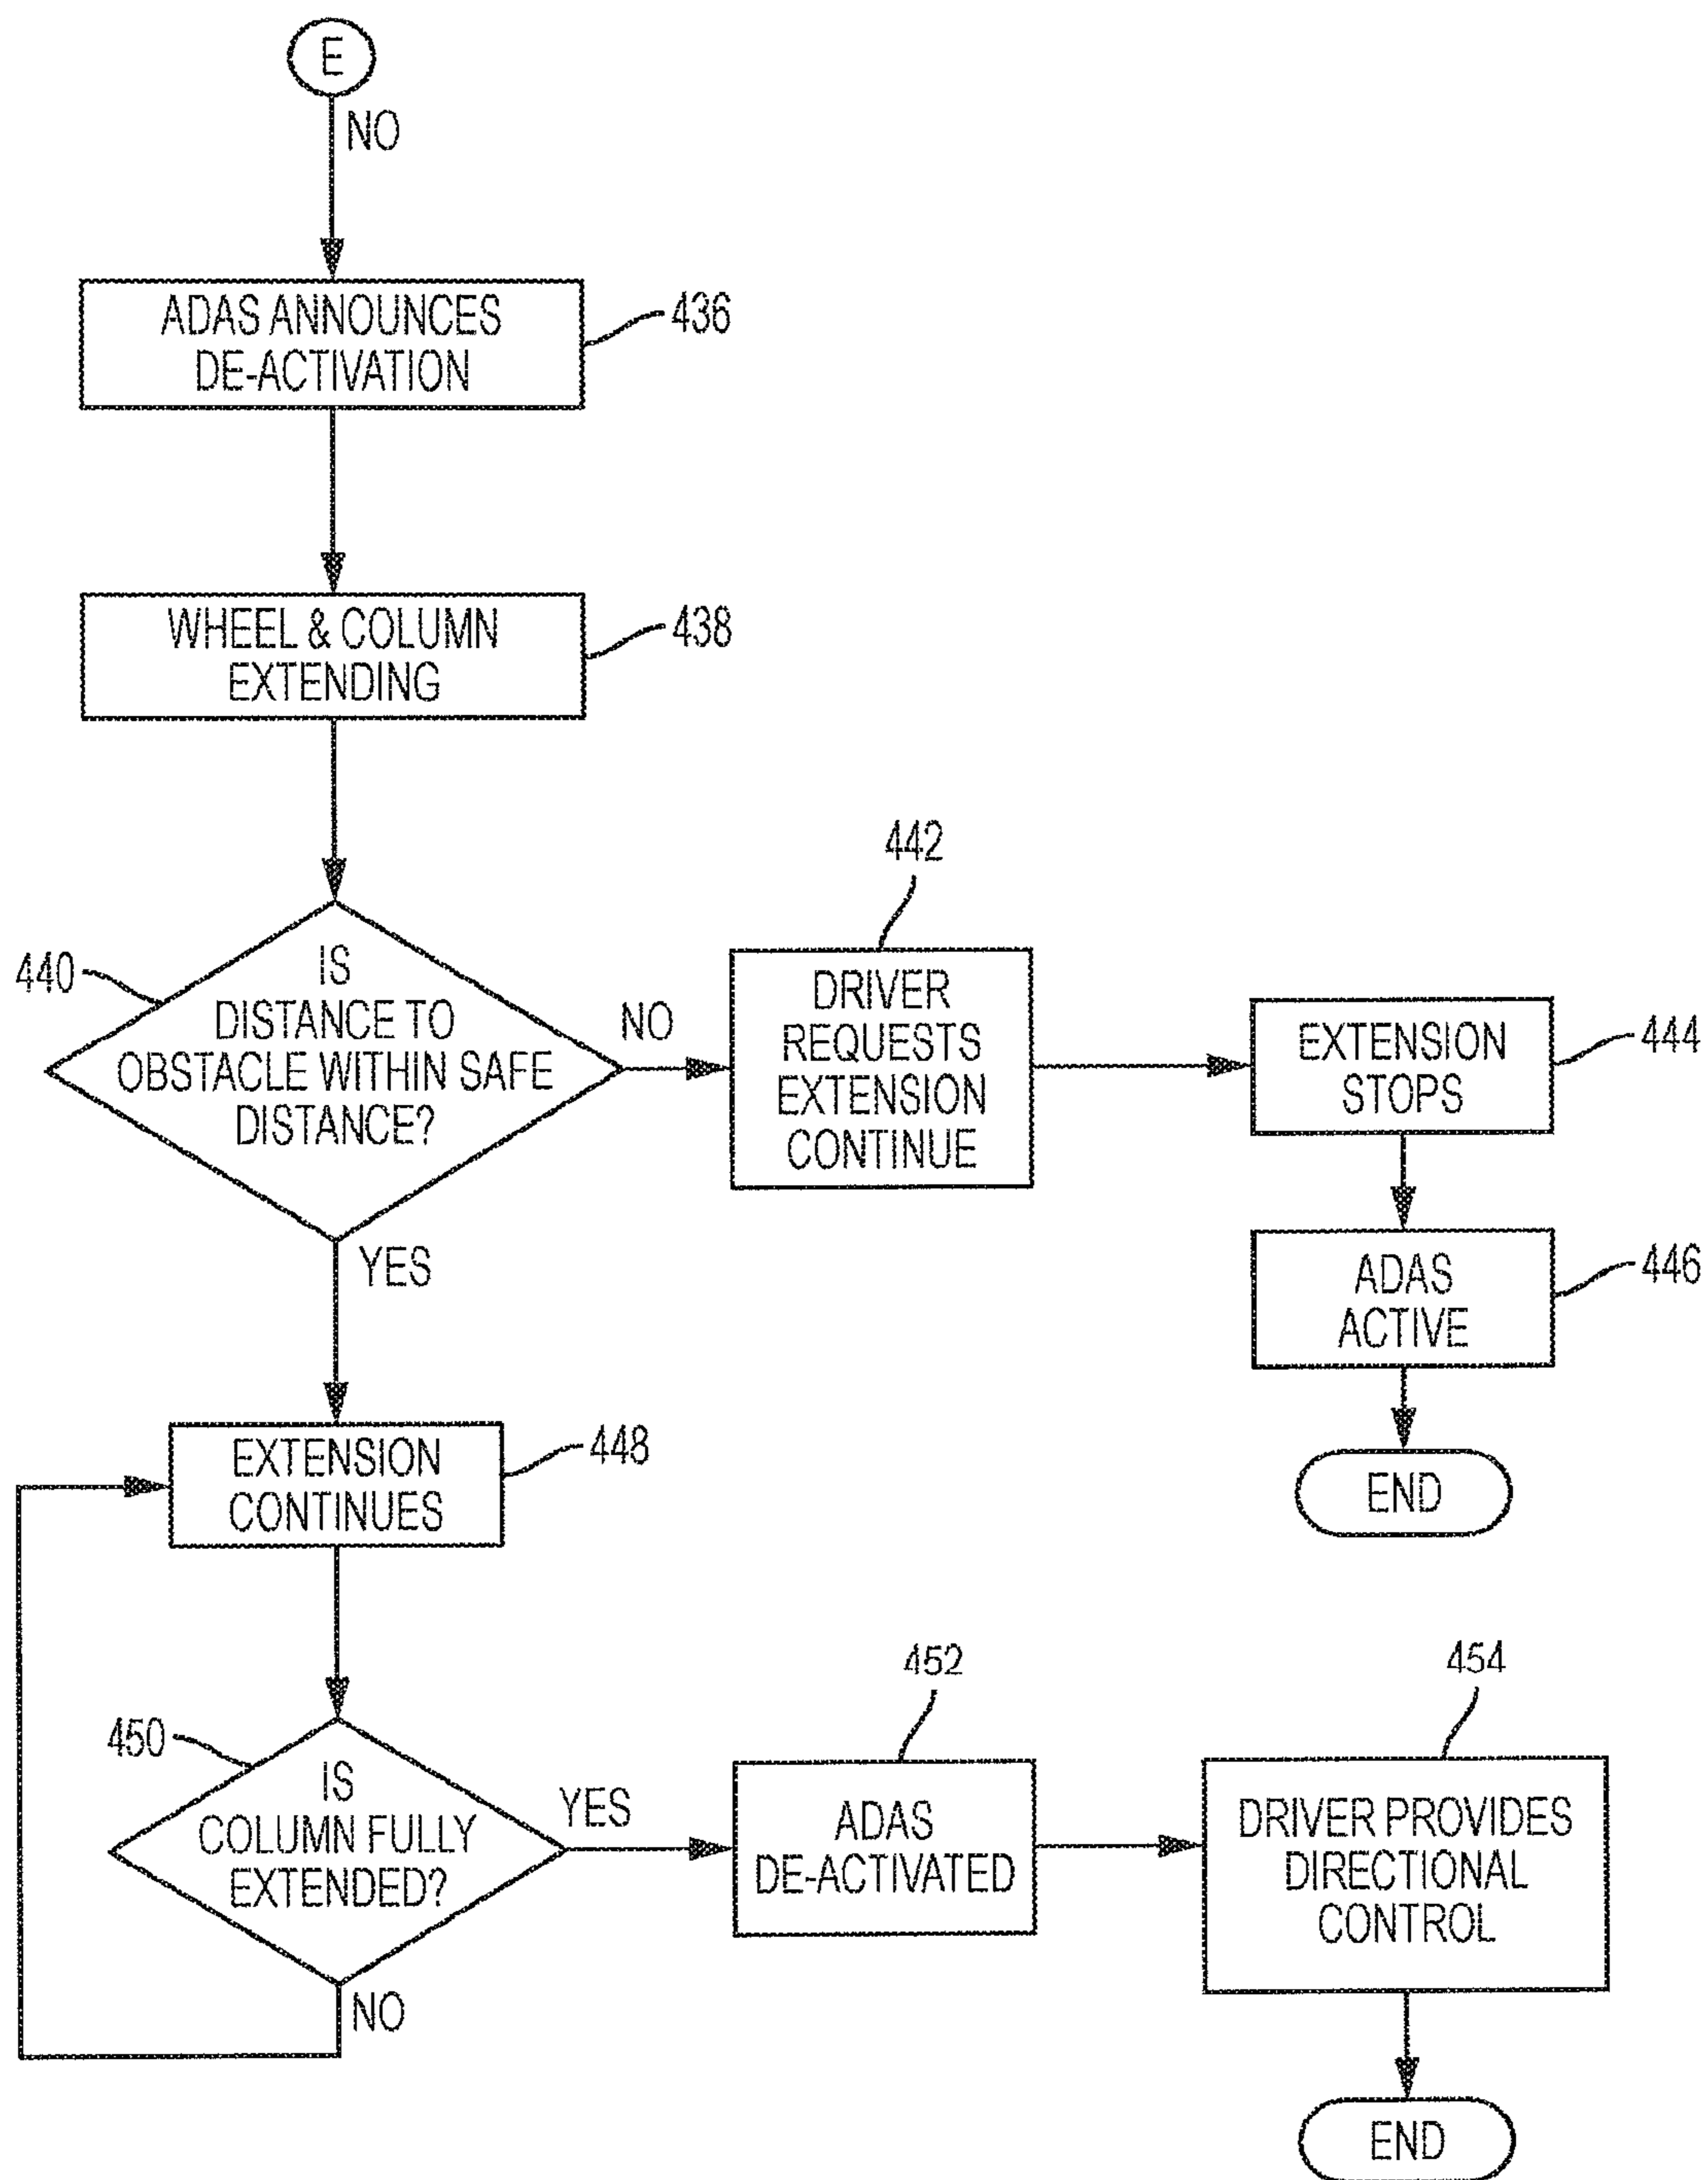 E
NO
ADAS ANNOUNCES
DE-ACTIVATION
436
WHEEL & COLUMN
EXTENDING
438
440
IS
DISTANCE TO
OBSTACLE WITHIN SAFE
DISTANCE?
NO
YES
442
DRIVER
REQUESTS
EXTENSION
CONTINUE
EXTENSION
STOPS
444
ADAS
ACTIVE
446
END
EXTENSION
CONTINUES
448
450
IS
COLUMN FULLY
EXTENDED?
YES
NO
452
ADAS
DE-ACTIVATED
454
DRIVER PROVIDES
DIRECTIONAL
CONTROL
END